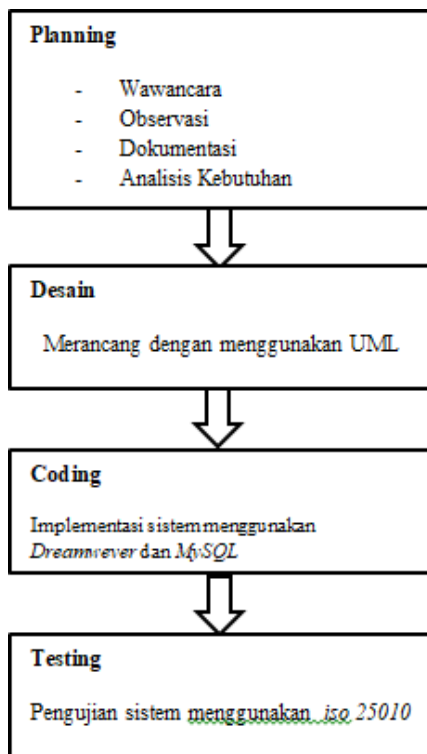 Planning
- Wawancara
- Observasi
- Dokumentasi
- Analisis Kebutuhan
Desain
Merancang dengan menggunakan UML
Coding
Implementasi sistem menggunakan
Dreamwever dan MySQL
Testing
Pengujian sistem menggunakan iso 25010